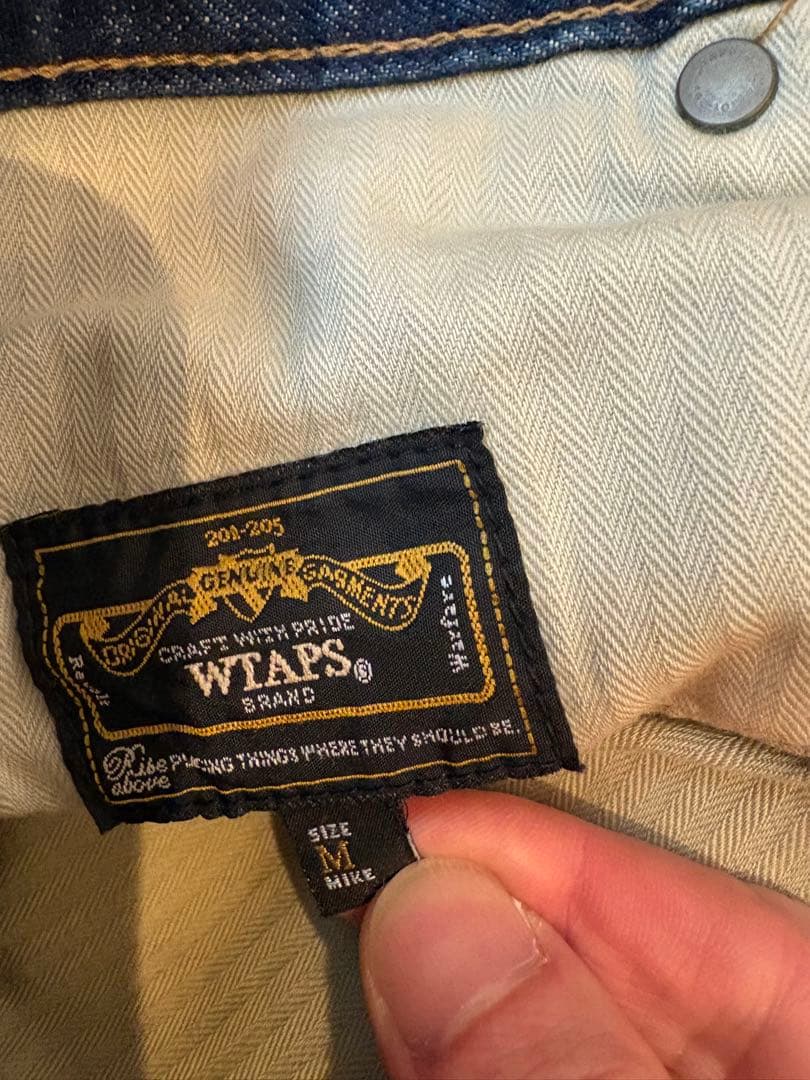 201-205
ORIGINAL GENUINE GARMENTS
CRAFT WITH PRIDE
WTAPS®
BRAND
Rise above
PLACING THINGS WHERE THEY SHOULD BE.
SIZE
M
MIKE